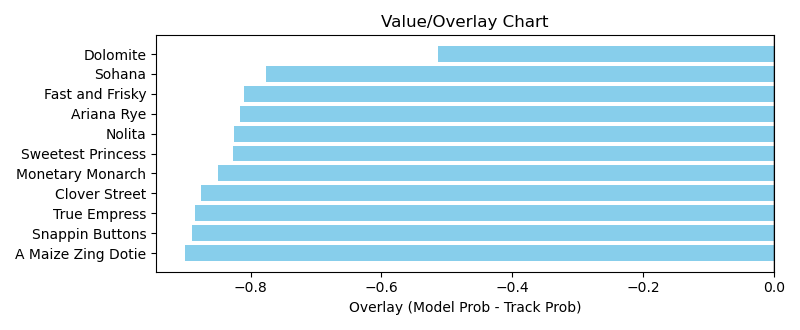 Value/Overlay Chart
Dolomite
Sohana
Fast and Frisky
Ariana Rye
Nolita
Sweetest Princess
Monetary Monarch
Clover Street
True Empress
Snappin Buttons
A Maize Zing Dotie
−0.8 −0.6 −0.4 −0.2 0.0
Overlay (Model Prob - Track Prob)